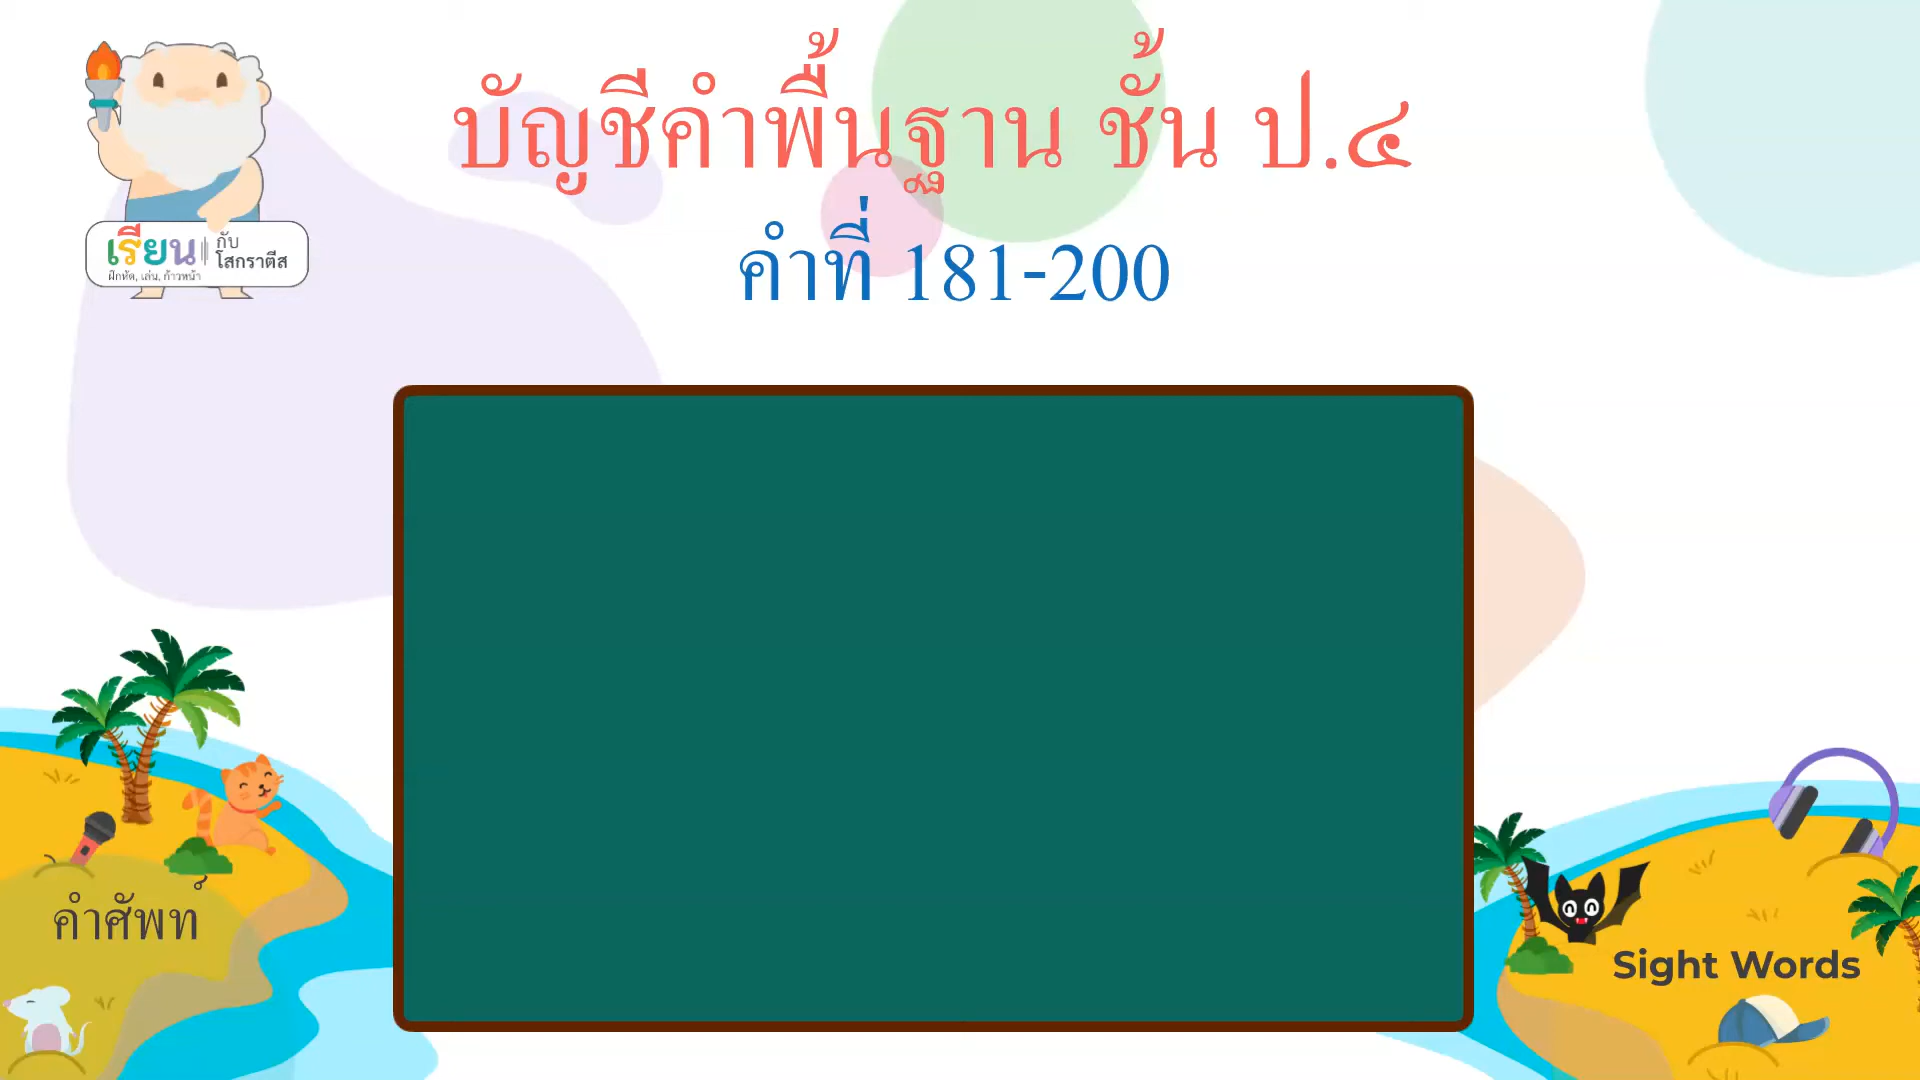 บัญชีคำพื้นฐาน ชั้น ป.๔
คำที่ 181-200
เรียน กับ โสกราตีส
ฝึกหัด, เล่น, ก้าวหน้า
คำศัพท์
Sight Words